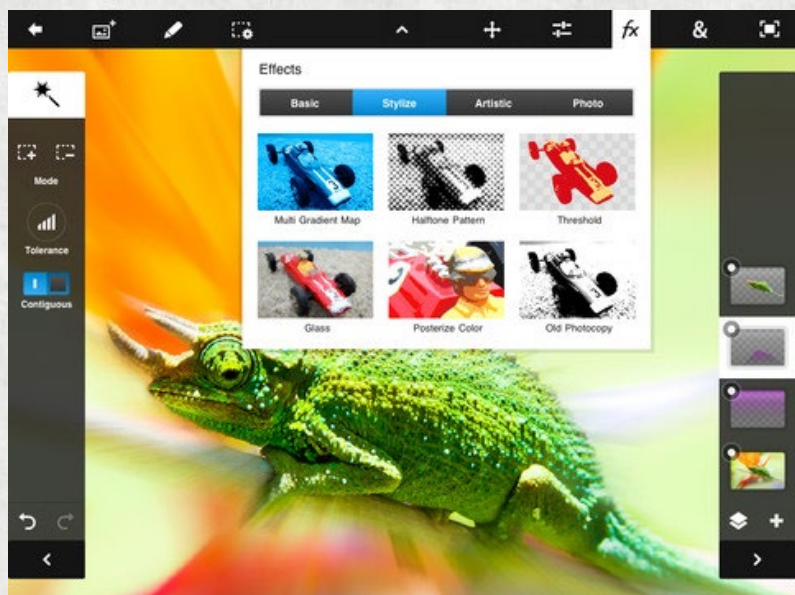 fx
&
Effects
Basic Stylize Artistic Photo
Multi Gradient Map Halftone Pattern Threshold
Glass Posterize Color Old Photocopy
Mode
Tolerance
Contiguous